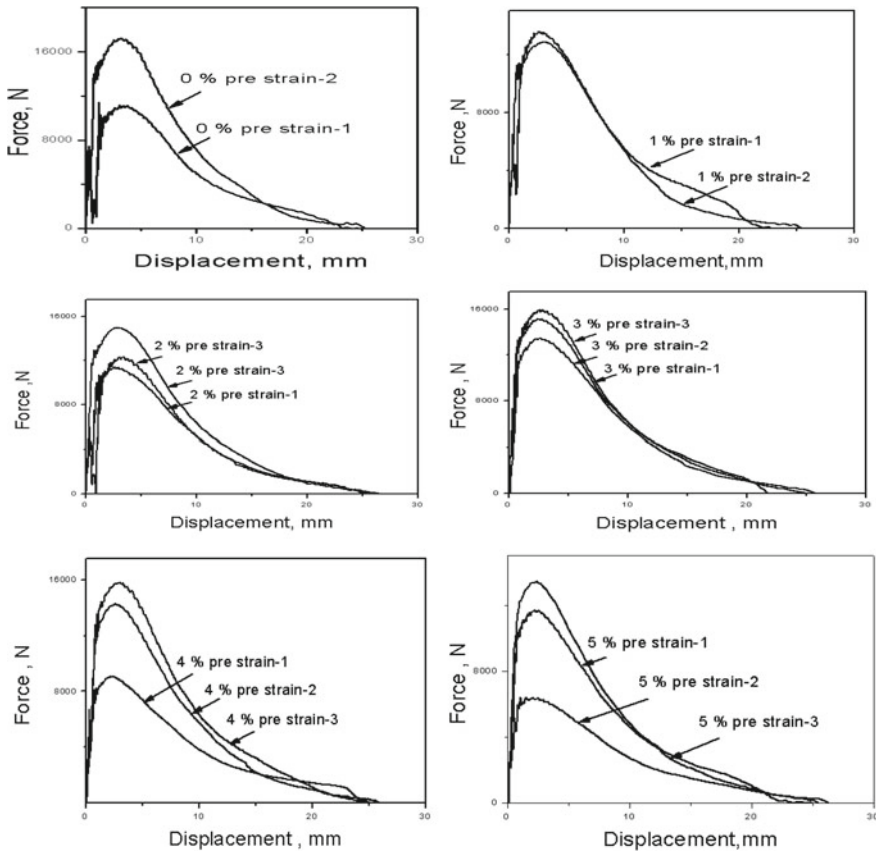 Force, N
16000
8000
0
0 % pre strain-2
0 % pre strain-1
0
10
20
30
Displacement, mm
8000
0
1 % pre strain-1
1 % pre strain-2
0
10
20
30
Displacement,mm
Force ,N
16000
8000
0
2 % pre strain-3
2 % pre strain-3
2 % pre strain-1
0
10
20
30
Displacement, mm
Force, N
16000
8000
0
3 % pre strain-3
3 % pre strain-2
3 % pre strain-1
0
10
20
30
Displacement , mm
Force , N
16000
8000
0
4 % pre strain-1
4 % pre strain-2
4 % pre strain-3
0
10
20
30
Displacement , mm
Force , N
8000
0
5 % pre strain-1
5 % pre strain-2
5 % pre strain-3
0
10
20
30
Displacement,mm